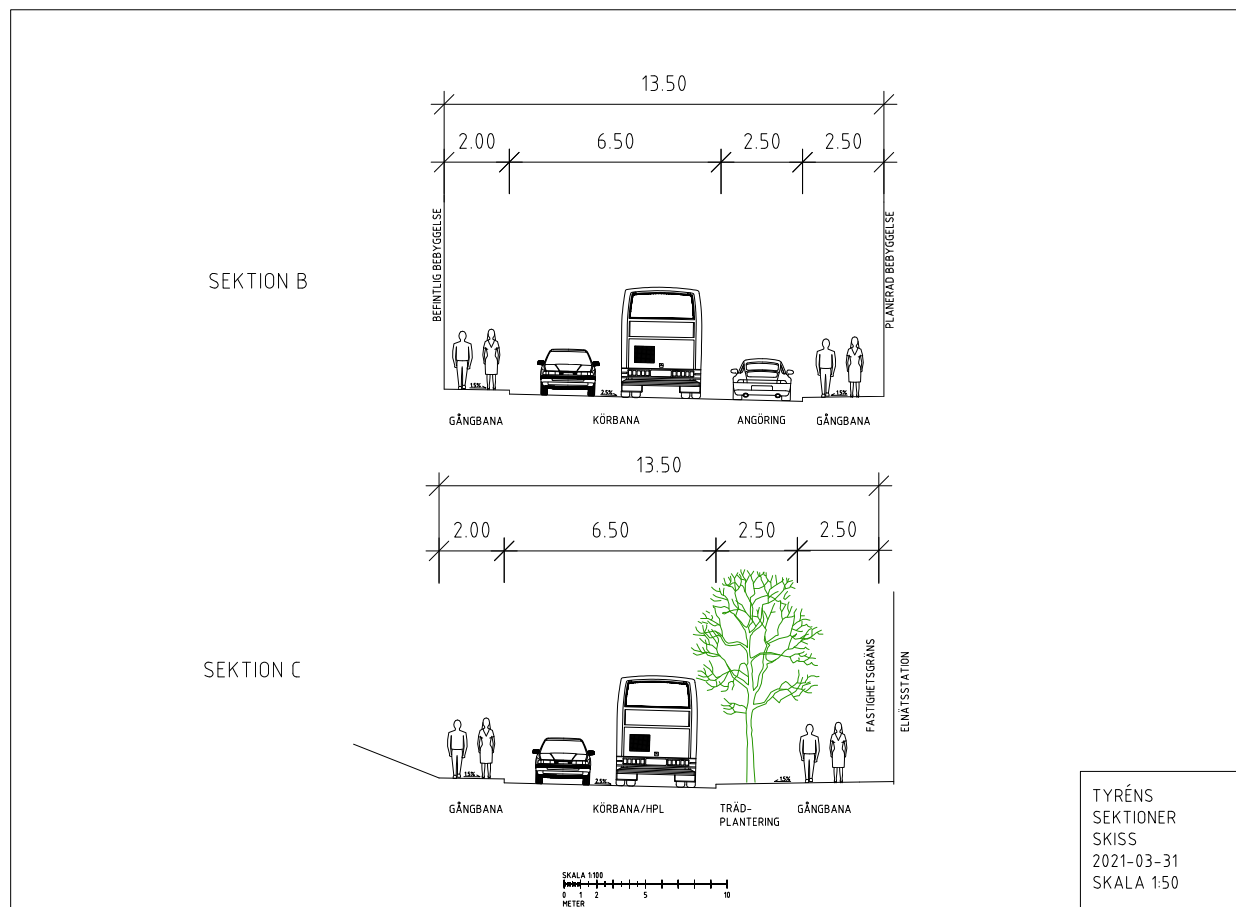 13.50
2.00 6.50 2.50 2.50
BEFINTLIG BEBYGGELSE
PLANERAD BEBYGGELSE
SEKTION B
1.5% 2.5% 1.5%
GÅNGBANA KÖRBANA ANGÖRING GÅNGBANA
13.50
2.00 6.50 2.50 2.50
FASTIGHETSGRÄNS
ELNÄTSSTATION
SEKTION C
1.5% 2.5% 1.5%
GÅNGBANA KÖRBANA/HPL TRÄD- GÅNGBANA
PLANTERING
SKALA 1:100
0 1 2 5 10
METER
TYRÉNS
SEKTIONER
SKISS
2021-03-31
SKALA 1:50